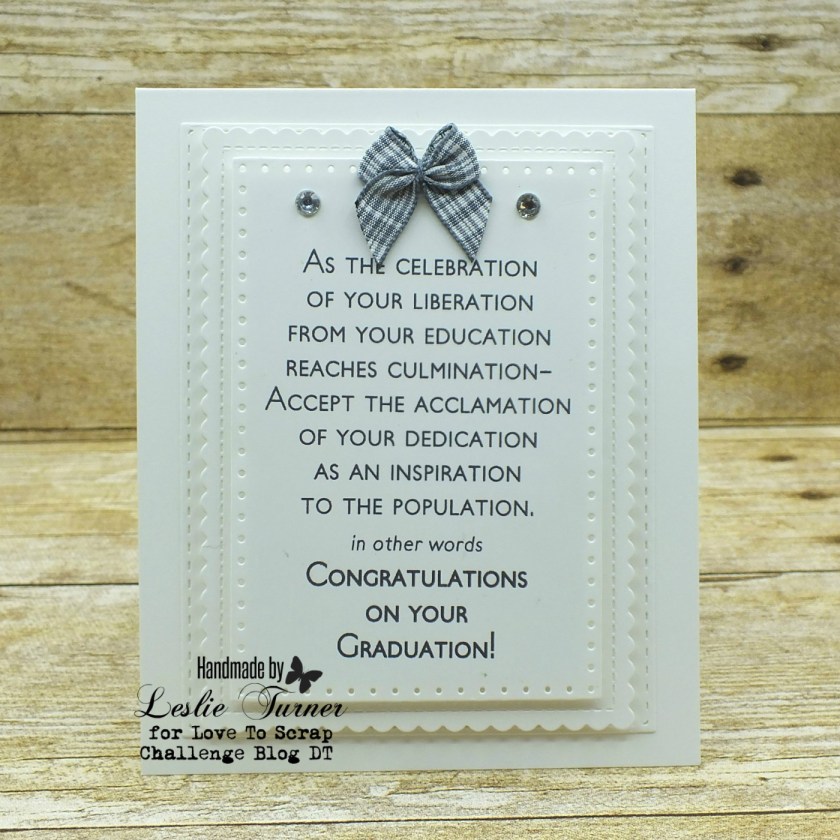 As the celebration
of your liberation
from your education
reaches culmination–
Accept the acclamation
of your dedication
as an inspiration
to the population.
in other words
Congratulations
on your
Graduation!
Handmade by
Leslie Turner
for Love To Scrap
Challenge Blog DT